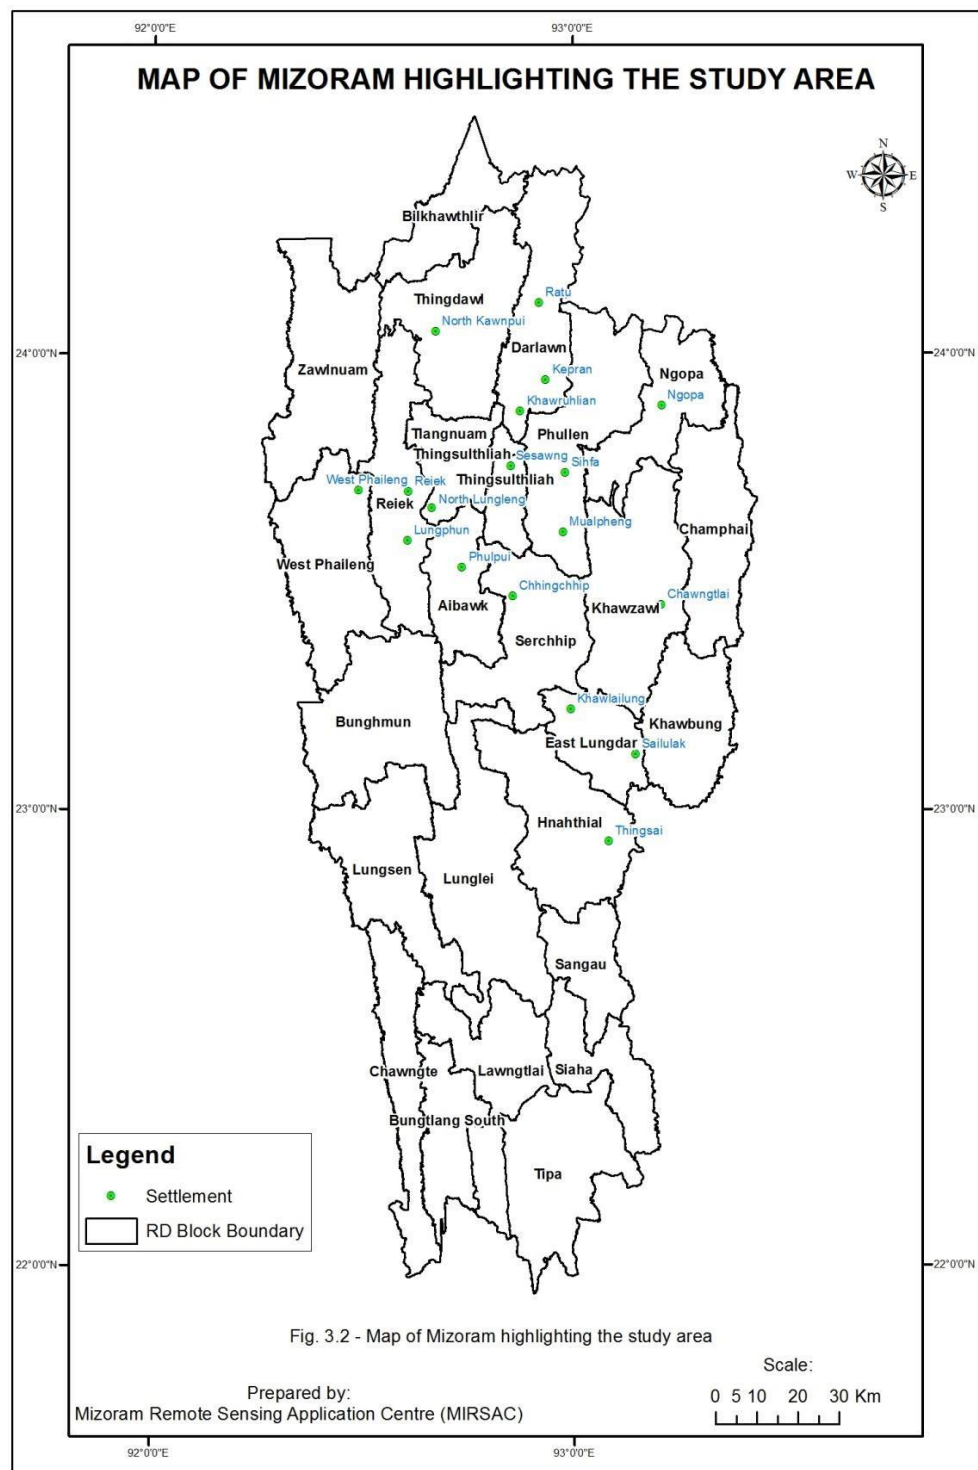 92°0'0"E
93°0'0"E
MAP OF MIZORAM HIGHLIGHTING THE STUDY AREA
N
W
E
S
Bilkhawthlir
Thingdawl
Ratu
North Kawnpui
Darlawn
24°0'0"N
24°0'0"N
Zawlnuam
Kepran
Ngopa
Ngopa
Khawruhlian
Tlangnuam
Phullen
Thingsulthliah
Sesawng
Sihfa
Thingsulthliah
West Phaileng
Reiek
Reiek
North Lungleng
Mualpheng
Champhai
Lungphun
West Phaileng
Phulpui
Chhingchhip
Chawngtlai
Aibawk
Khawzawl
Serchhip
Khawlailung
Bunghmun
Khawbung
East Lungdar
Sailulak
23°0'0"N
23°0'0"N
Hnahthial
Thingsai
Lungsen
Lunglei
Sangau
Chawngte
Lawngtlai
Siaha
Bungtlang South
Tipa
Legend
Settlement
RD Block Boundary
22°0'0"N
22°0'0"N
Fig. 3.2 - Map of Mizoram highlighting the study area
Scale:
Prepared by:
Mizoram Remote Sensing Application Centre (MIRSAC)
0 5 10 20 30 Km
92°0'0"E
93°0'0"E